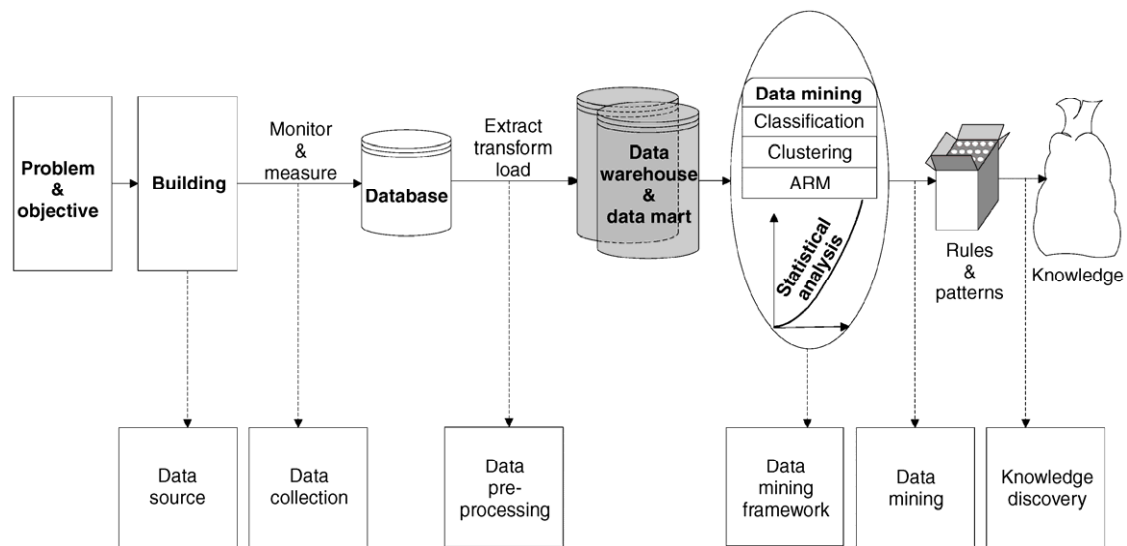 Problem
&
objective
Building
Monitor
&
measure
Database
Extract
transform
load
Data
warehouse
&
data mart
Data mining
Classification
Clustering
ARM
Statistical
analysis
Rules
&
patterns
Knowledge
Data
source
Data
collection
Data
pre-
processing
Data
mining
framework
Data
mining
Knowledge
discovery